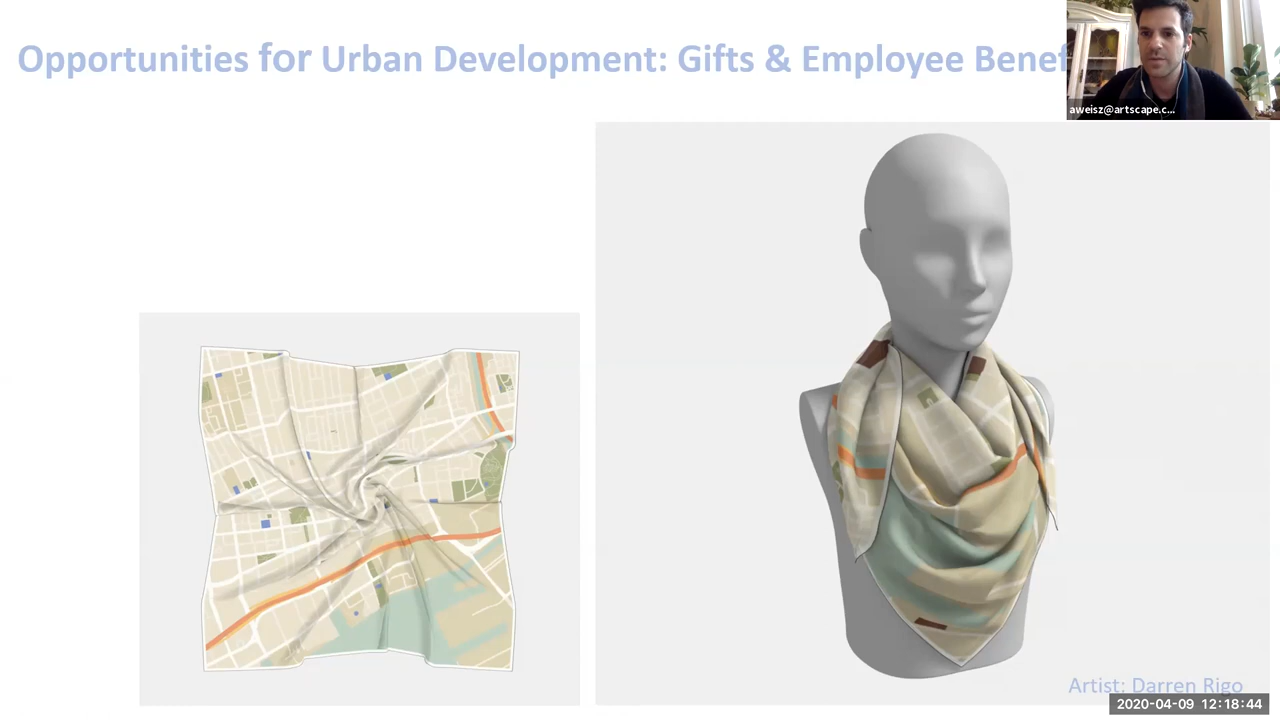 Opportunities for Urban Development: Gifts & Employee Benef
aweisz@artscape.c...
Artist: Darren Rigo
2020-04-09 12:18:44